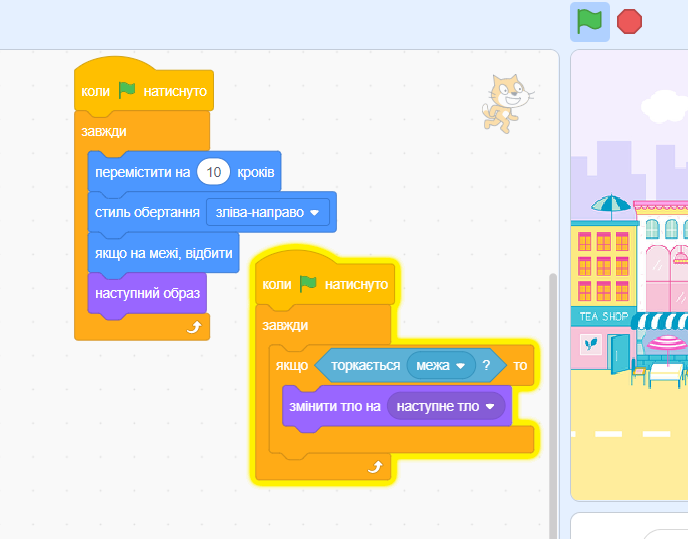 коли натиснуто
завжди
перемістити на 10 кроків
стиль обертання зліва-направо
якщо на межі, відбити
наступний образ
коли натиснуто
завжди
якщо торкається межа ? то
змінити тло на наступне тло
TEA SHOP